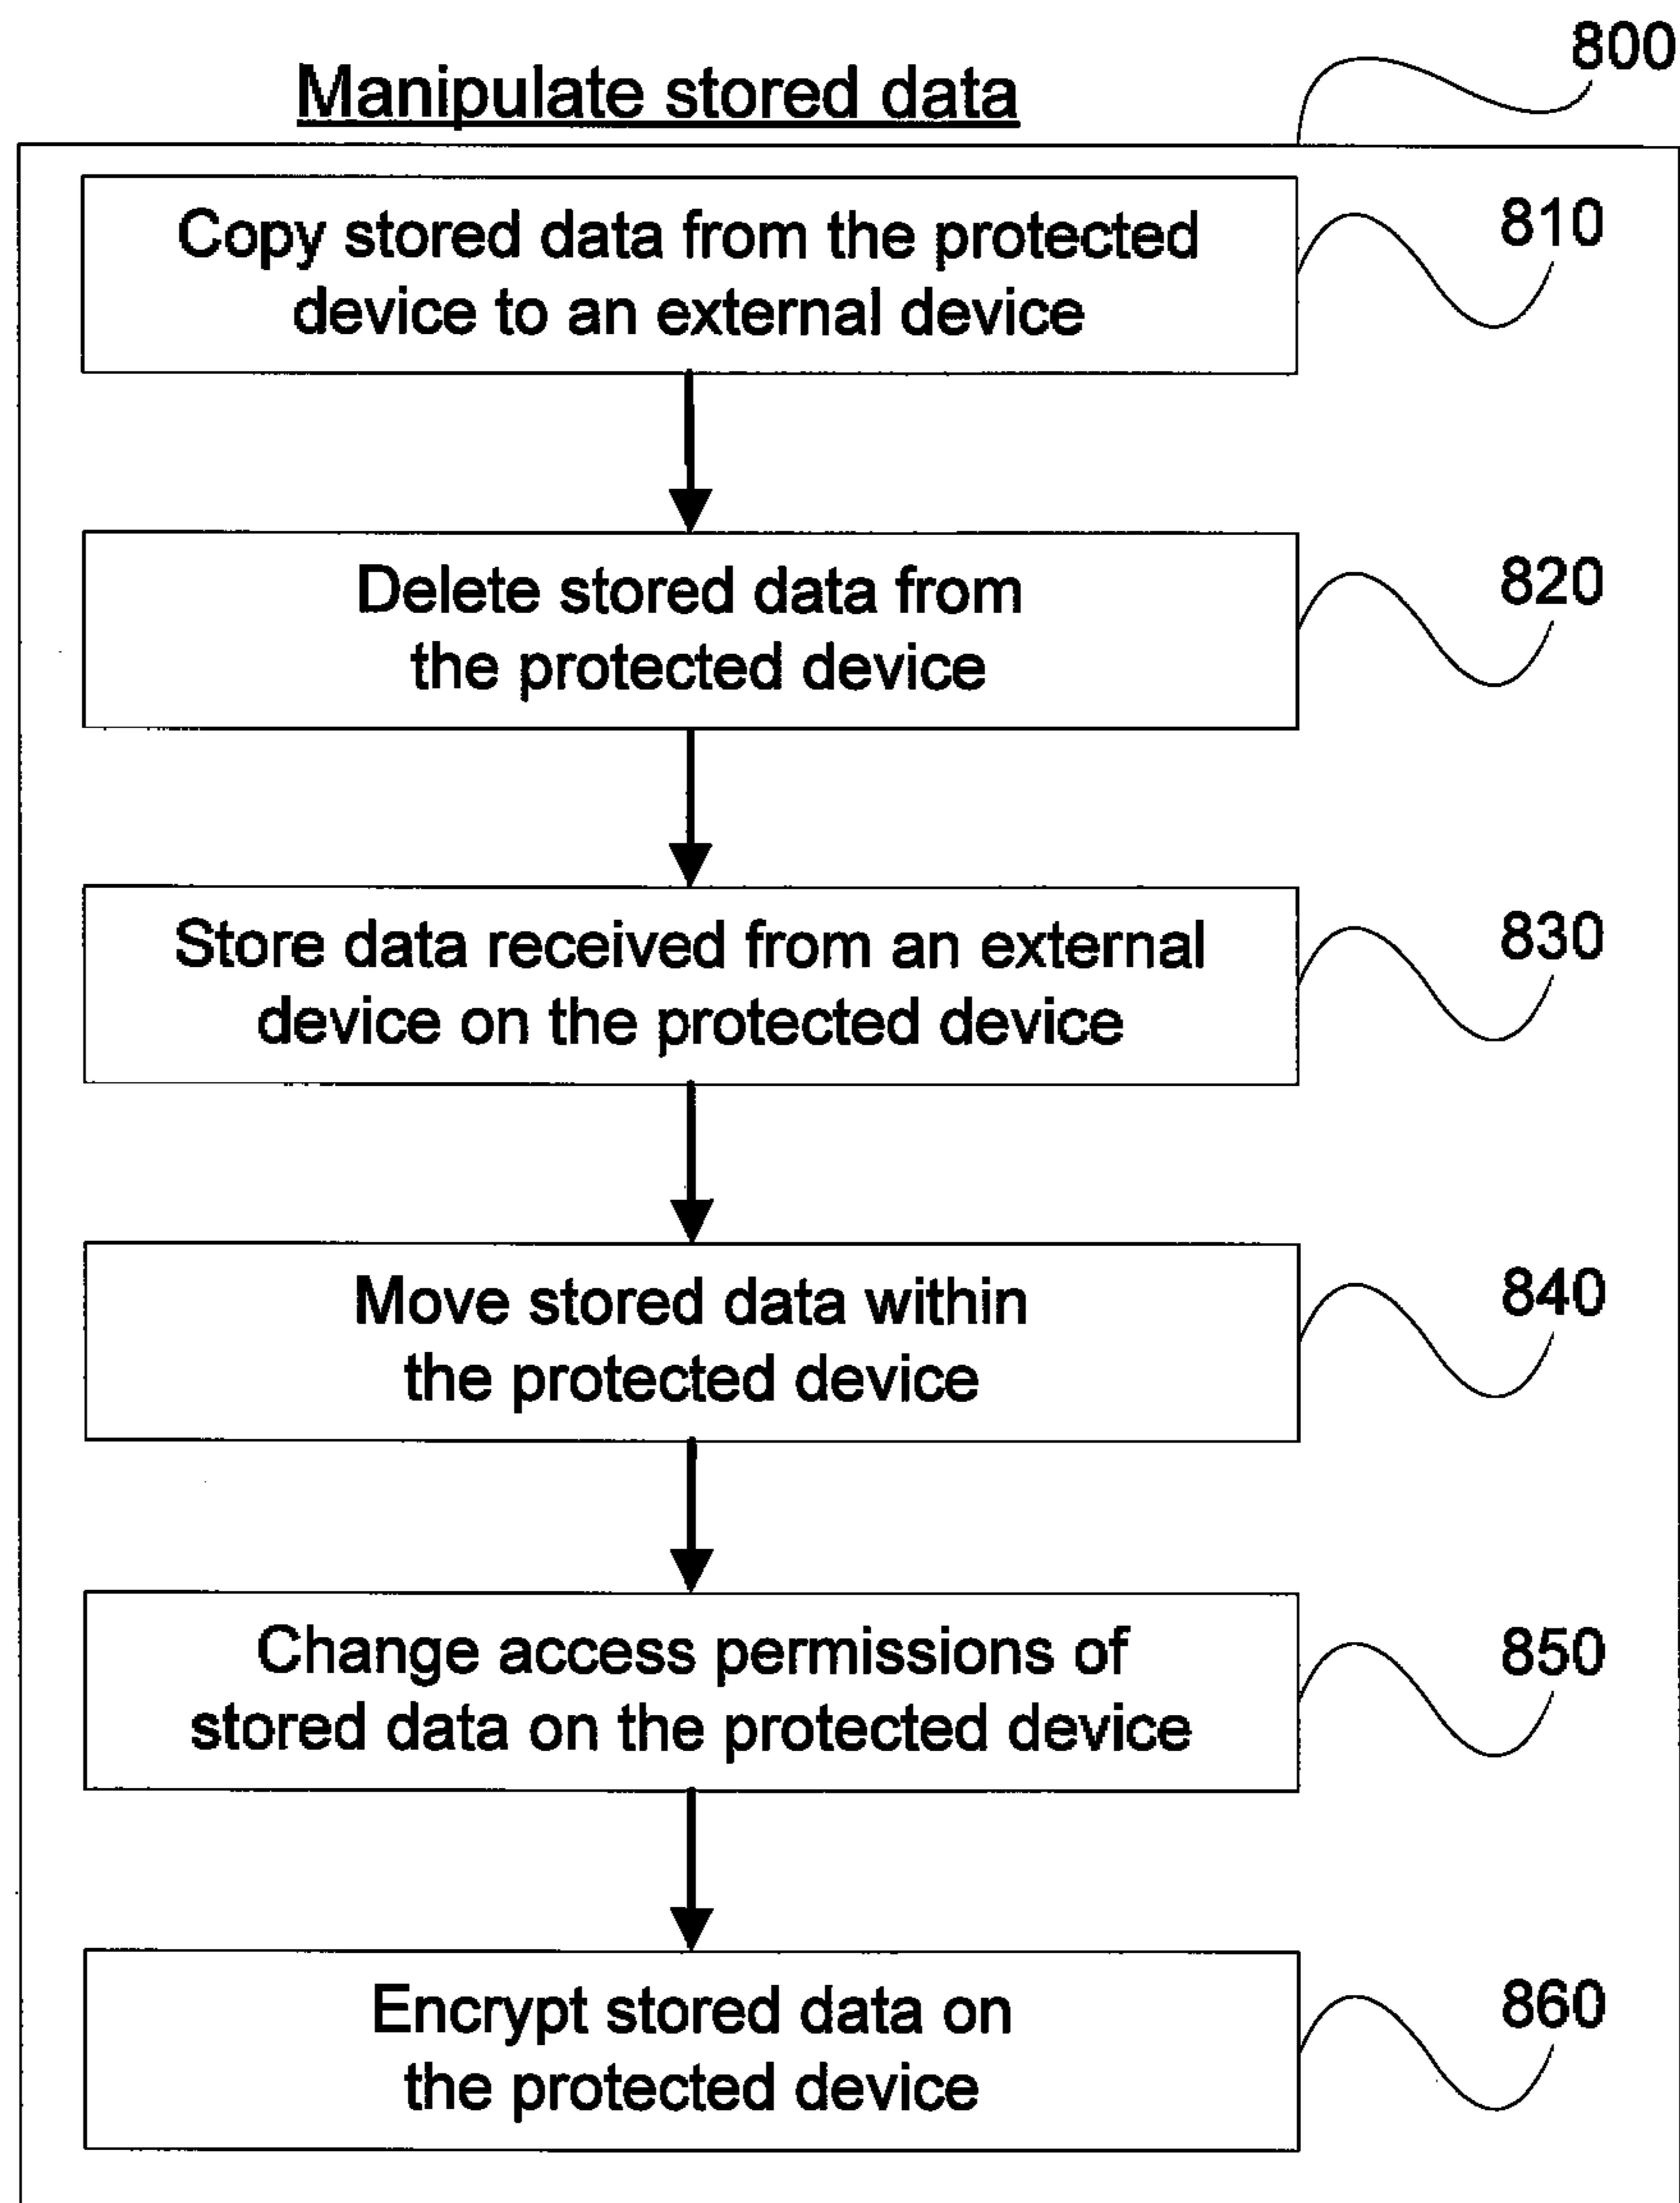 800
Manipulate stored data
Copy stored data from the protected
device to an external device
810
Delete stored data from
the protected device
820
Store data received from an external
device on the protected device
830
Move stored data within
the protected device
840
Change access permissions of
stored data on the protected device
850
Encrypt stored data on
the protected device
860